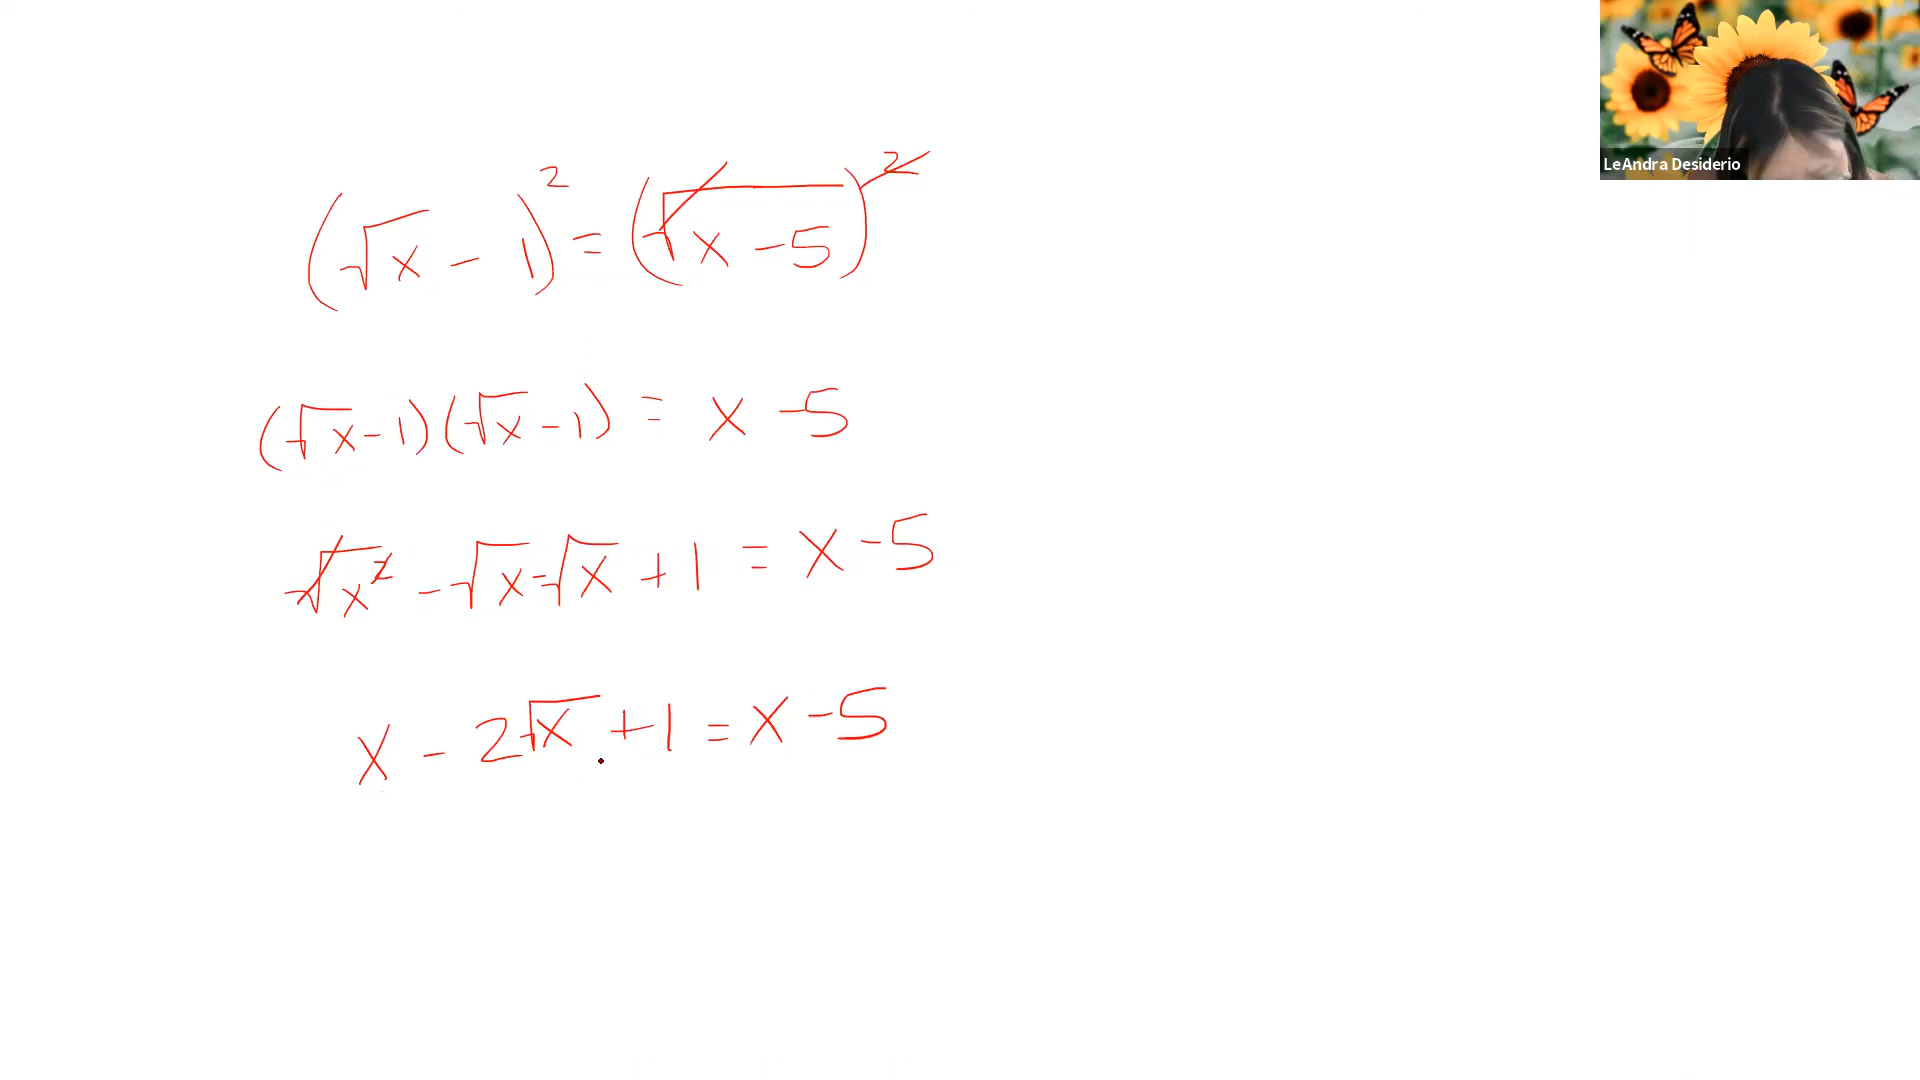 (√x - 1)² = (√x - 5)²
(√x - 1)(√x - 1) = x - 5
√x² - √x - √x + 1 = x - 5
x - 2√x + 1 = x - 5
LeAndra Desiderio